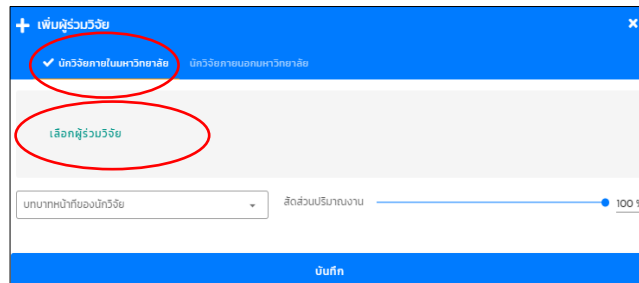 เพิ่มผู้ร่วมวิจัย
นักวิจัยภายในมหาวิทยาลัย นักวิจัยภายนอกมหาวิทยาลัย
เลือกผู้ร่วมวิจัย
บทบาทหน้าที่ของนักวิจัย สัดส่วนปริมาณงาน 100 %
บันทึก